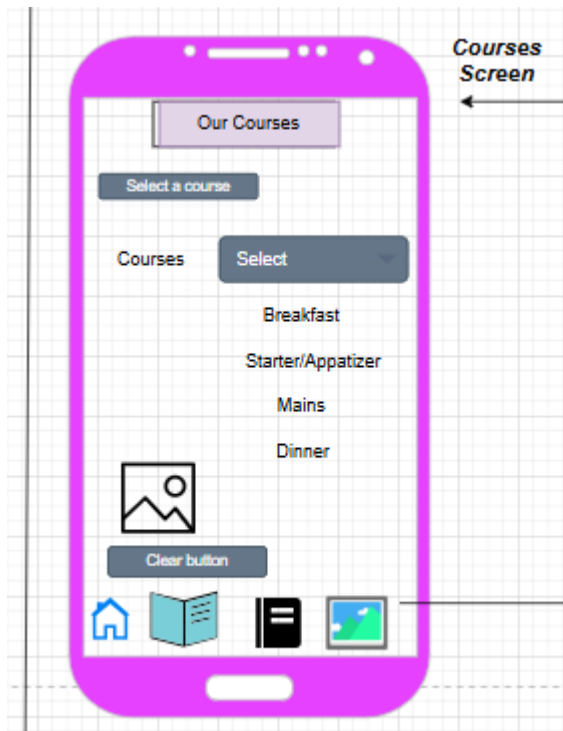 Courses
Screen
Our Courses
Select a course
Courses Select
Breakfast
Starter/Appatizer
Mains
Dinner
Clear button